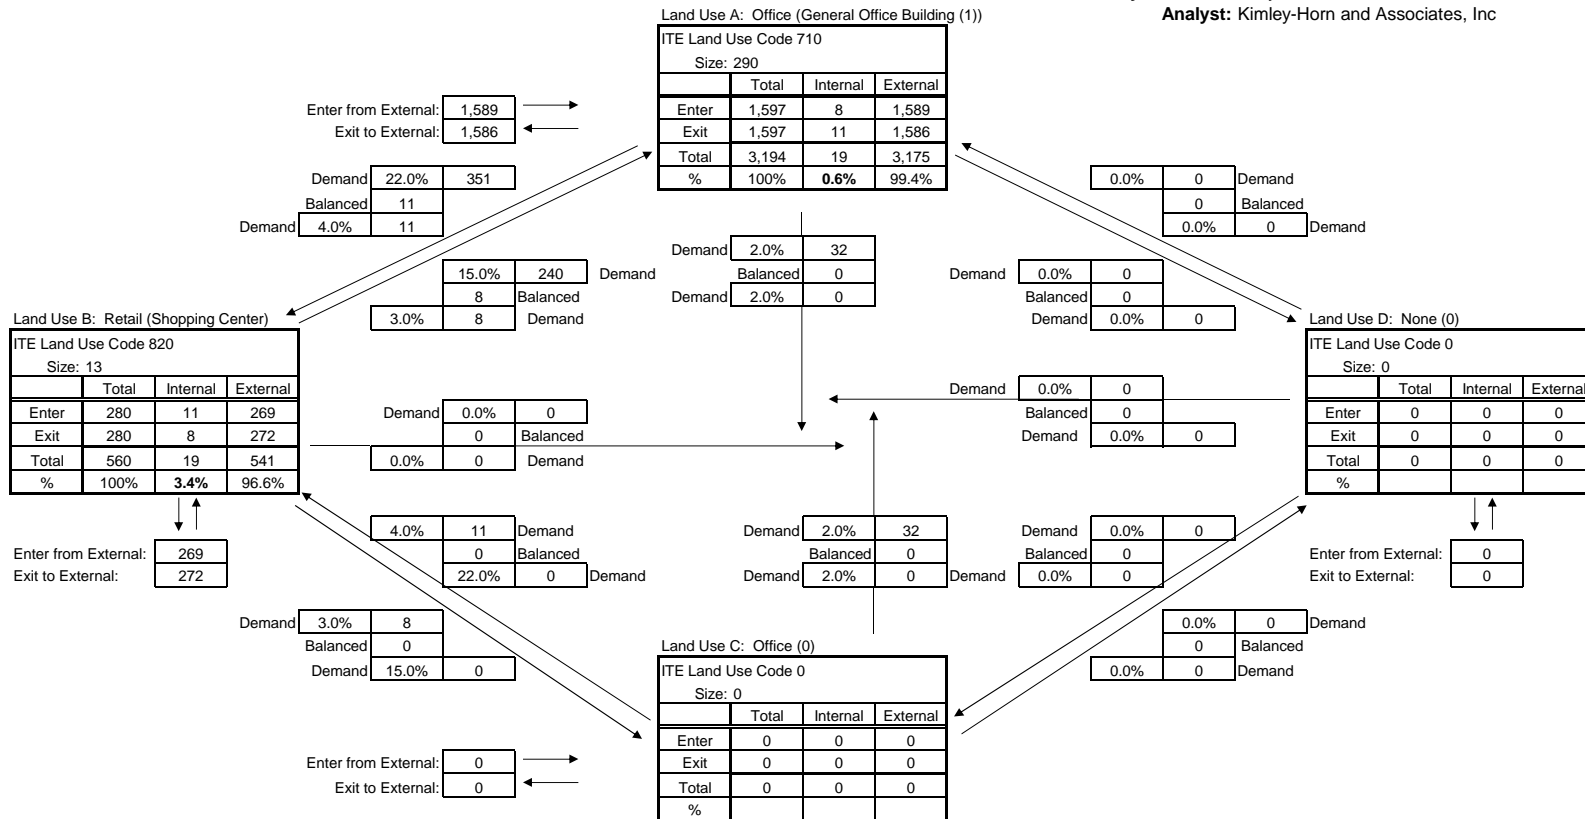 Land Use A: Office (General Office Building (1))
Analyst: Kimley-Horn and Associates, Inc
ITE Land Use Code 710
Size: 290
Total Internal External
Enter 1,597 8 1,589
Exit 1,597 11 1,586
Total 3,194 19 3,175
% 100% 0.6% 99.4%
Enter from External: 1,589
Exit to External: 1,586
Demand 22.0% 351
Balanced 11
Demand 4.0% 11
0.0% 0 Demand
0 Balanced
0.0% 0 Demand
Demand 2.0% 32
Balanced 0
Demand 2.0% 0
15.0% 240 Demand
8 Balanced
3.0% 8 Demand
Demand 0.0% 0
Balanced 0
Demand 0.0% 0
Land Use B: Retail (Shopping Center)
ITE Land Use Code 820
Size: 13
Total Internal External
Enter 280 11 269
Exit 280 8 272
Total 560 19 541
% 100% 3.4% 96.6%
Land Use D: None (0)
ITE Land Use Code 0
Size: 0
Total Internal External
Enter 0 0 0
Exit 0 0 0
Total 0 0 0
%
Demand 0.0% 0
0 Balanced
0.0% 0 Demand
Demand 0.0% 0
Balanced 0
Demand 0.0% 0
Enter from External: 269
Exit to External: 272
4.0% 11 Demand
0 Balanced
22.0% 0 Demand
Demand 2.0% 32
Balanced 0
Demand 2.0% 0
Demand 0.0% 0
Balanced 0
Demand 0.0% 0
Enter from External: 0
Exit to External: 0
Demand 3.0% 8
Balanced 0
Demand 15.0% 0
0.0% 0 Demand
0 Balanced
0.0% 0 Demand
Land Use C: Office (0)
ITE Land Use Code 0
Size: 0
Total Internal External
Enter 0 0 0
Exit 0 0 0
Total 0 0 0
%
Enter from External: 0
Exit to External: 0